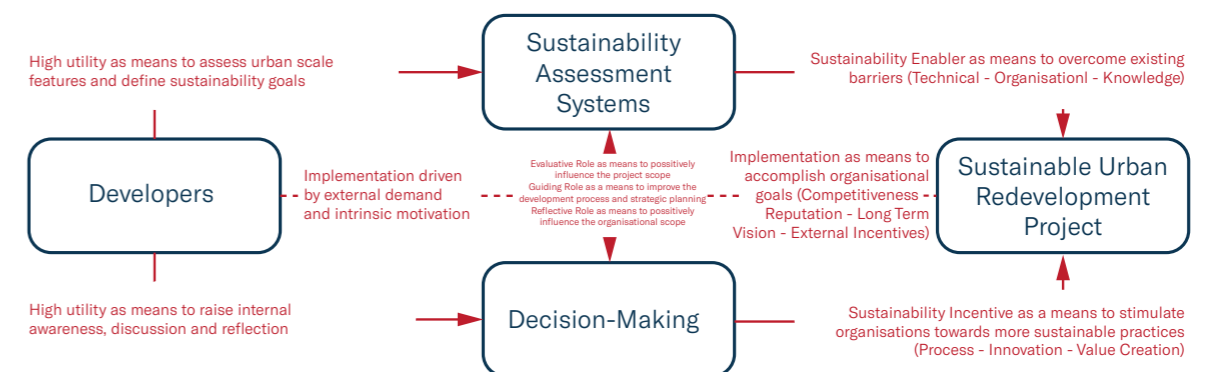 High utility as means to assess urban scale
features and define sustainability goals
Sustainability
Assessment
Systems
Sustainability Enabler as means to overcome existing
barriers (Technical - Organisationl - Knowledge)
Developers
Implementation driven
by external demand
and intrinsic motivation
Evaluative Role as means to possitively
influence the project scope
Guiding Role as a means to improve the
development process and strategic planning
Reflective Role as means to possitively
influence the organisational scope
Implementation as means to
accomplish organisational
goals (Competitiveness -
Reputation - Long Term
Vision - External Incentives)
Sustainable Urban
Redevelopment
Project
High utility as means to raise internal
awareness, discussion and reflection
Decision-Making
Sustainability Incentive as a means to stimulate
organisations towards more sustainable practices
(Process - Innovation - Value Creation)